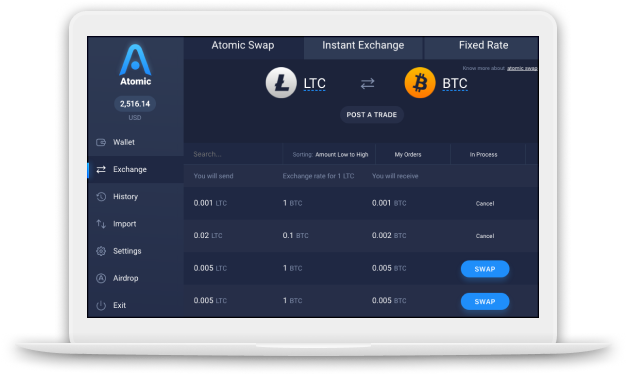 Atomic Swap Instant Exchange Fixed Rate
Know more about atomic swap
Atomic
LTC BTC
2,516.14
USD
POST A TRADE
Wallet
Search... Sorting: Amount Low to High My Orders In Process
Exchange
You will send Exchange rate for 1 LTC You will receive
History
0.001 LTC 1 BTC 0.001 BTC Cancel
Import
0.02 LTC 0.1 BTC 0.002 BTC Cancel
Settings
0.005 LTC 1 BTC 0.005 BTC SWAP
Airdrop
0.005 LTC 1 BTC 0.005 BTC SWAP
Exit